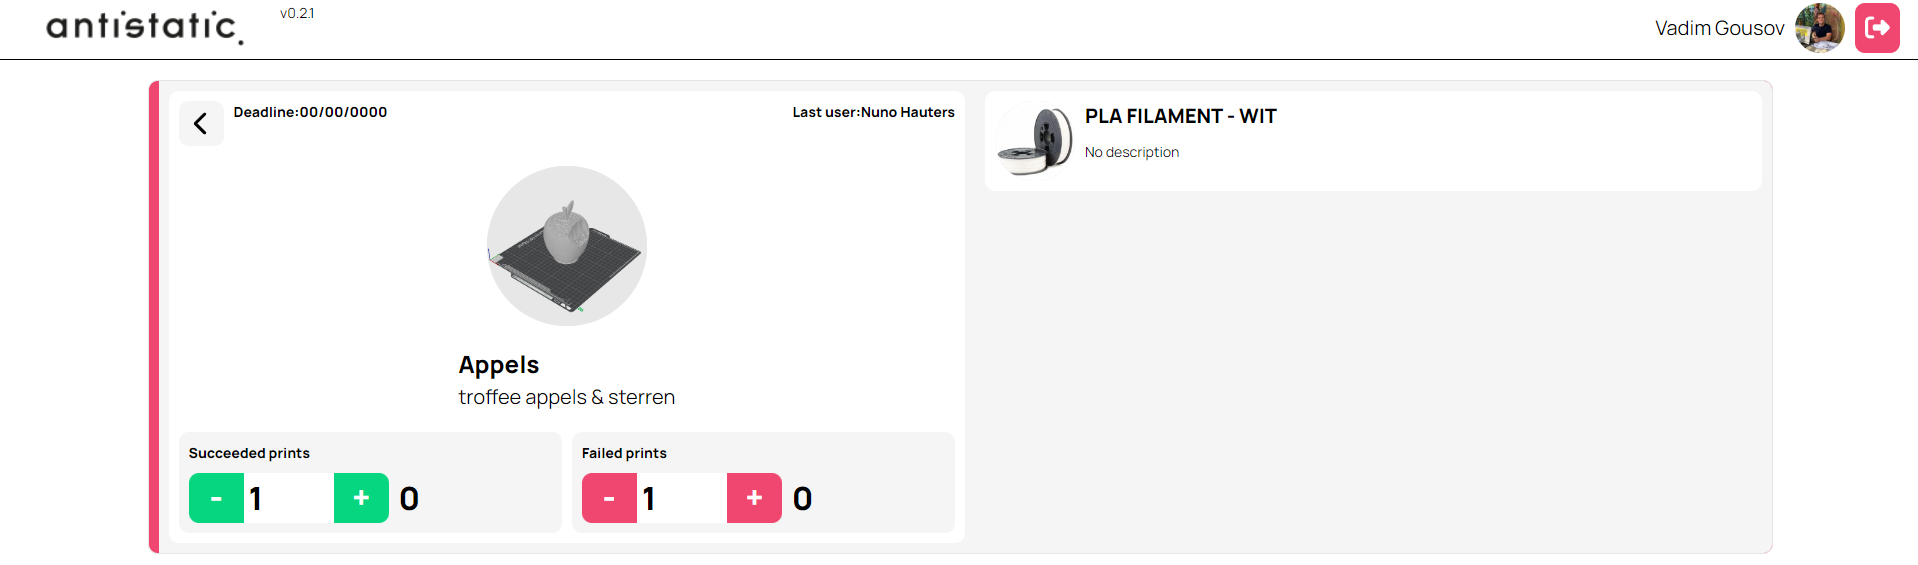 antistatic.
v0.2.1
Vadim Gousov
Deadline:00/00/0000
Last user:Nuno Hauters
Appels
troffee appels & sterren
Succeeded prints
- 1 + 0
Failed prints
- 1 + 0
PLA FILAMENT - WIT
No description